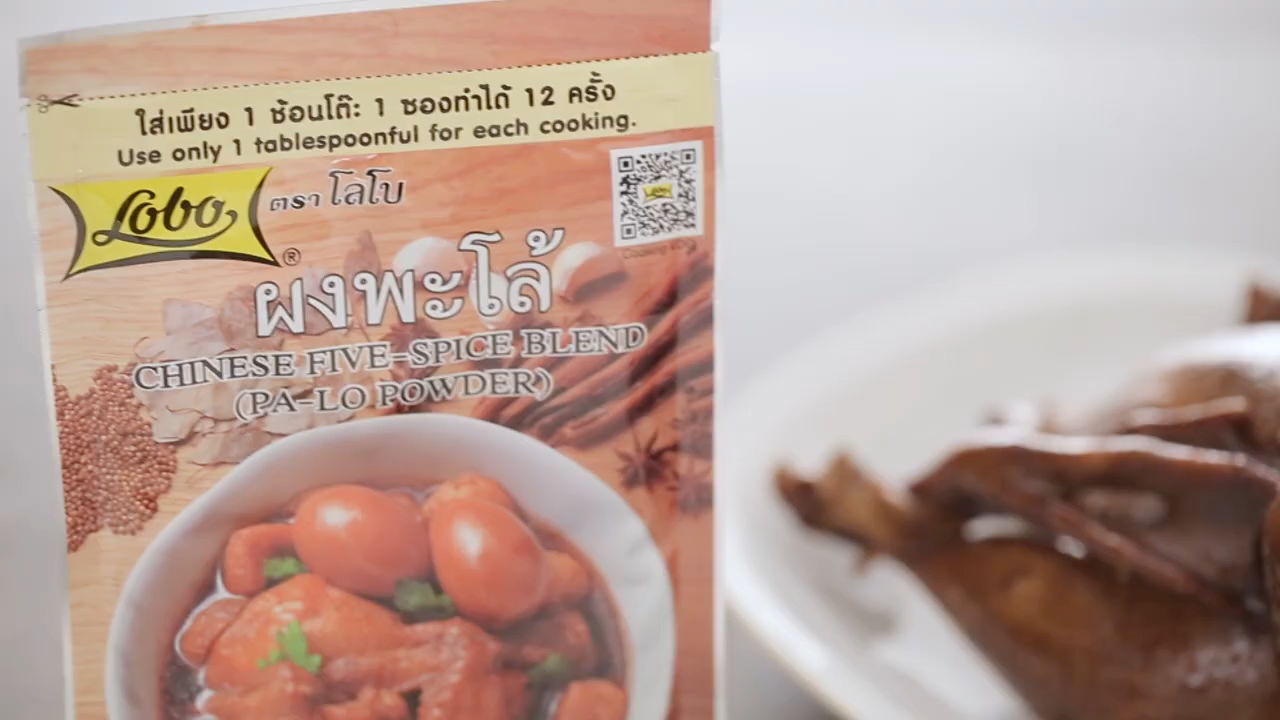 ใส่เพียง 1 ช้อนโต๊ะ 1 ซองทำได้ 12 ครั้ง
Use only 1 tablespoonful for each cooking.
Lobo ® ตรา โลโบ
ผงพะโล้
CHINESE FIVE-SPICE BLEND
(PA-LO POWDER)